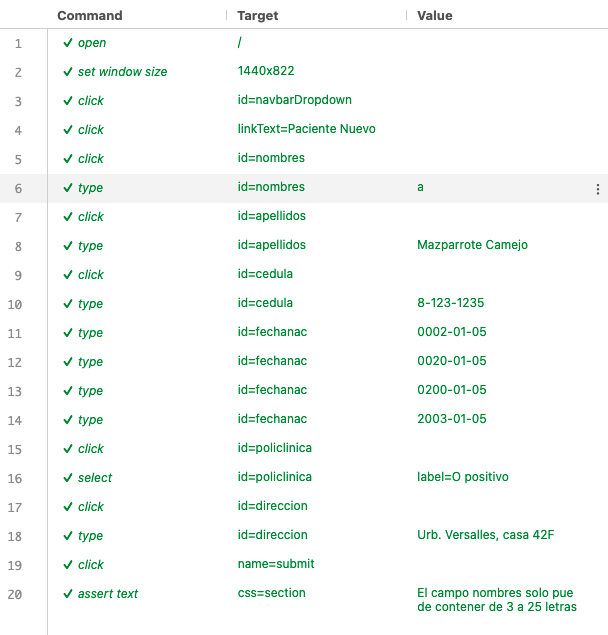 Command Target Value
1 ✓ open /
2 ✓ set window size 1440x822
3 ✓ click id=navbarDropdown
4 ✓ click linkText=Paciente Nuevo
5 ✓ click id=nombres
6 ✓ type id=nombres a
7 ✓ click id=apellidos
8 ✓ type id=apellidos Mazparrote Camejo
9 ✓ click id=cedula
10 ✓ type id=cedula 8-123-1235
11 ✓ type id=fechanac 0002-01-05
12 ✓ type id=fechanac 0020-01-05
13 ✓ type id=fechanac 0200-01-05
14 ✓ type id=fechanac 2003-01-05
15 ✓ click id=policlinica
16 ✓ select id=policlinica label=O positivo
17 ✓ click id=direccion
18 ✓ type id=direccion Urb. Versalles, casa 42F
19 ✓ click name=submit
20 ✓ assert text css=section El campo nombres solo pue
de contener de 3 a 25 letras